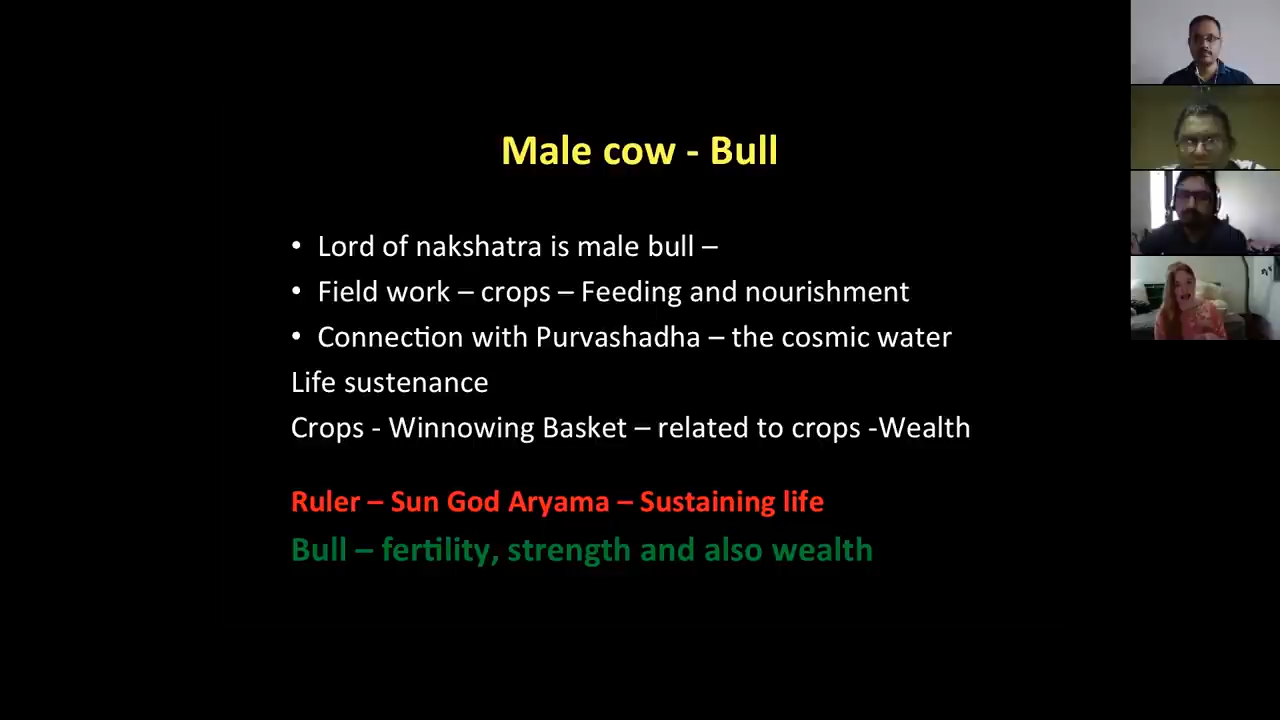 Male cow - Bull
• Lord of nakshatra is male bull –
• Field work – crops – Feeding and nourishment
• Connection with Purvashadha – the cosmic water
Life sustenance
Crops - Winnowing Basket – related to crops -Wealth
Ruler – Sun God Aryama – Sustaining life
Bull – fertility, strength and also wealth